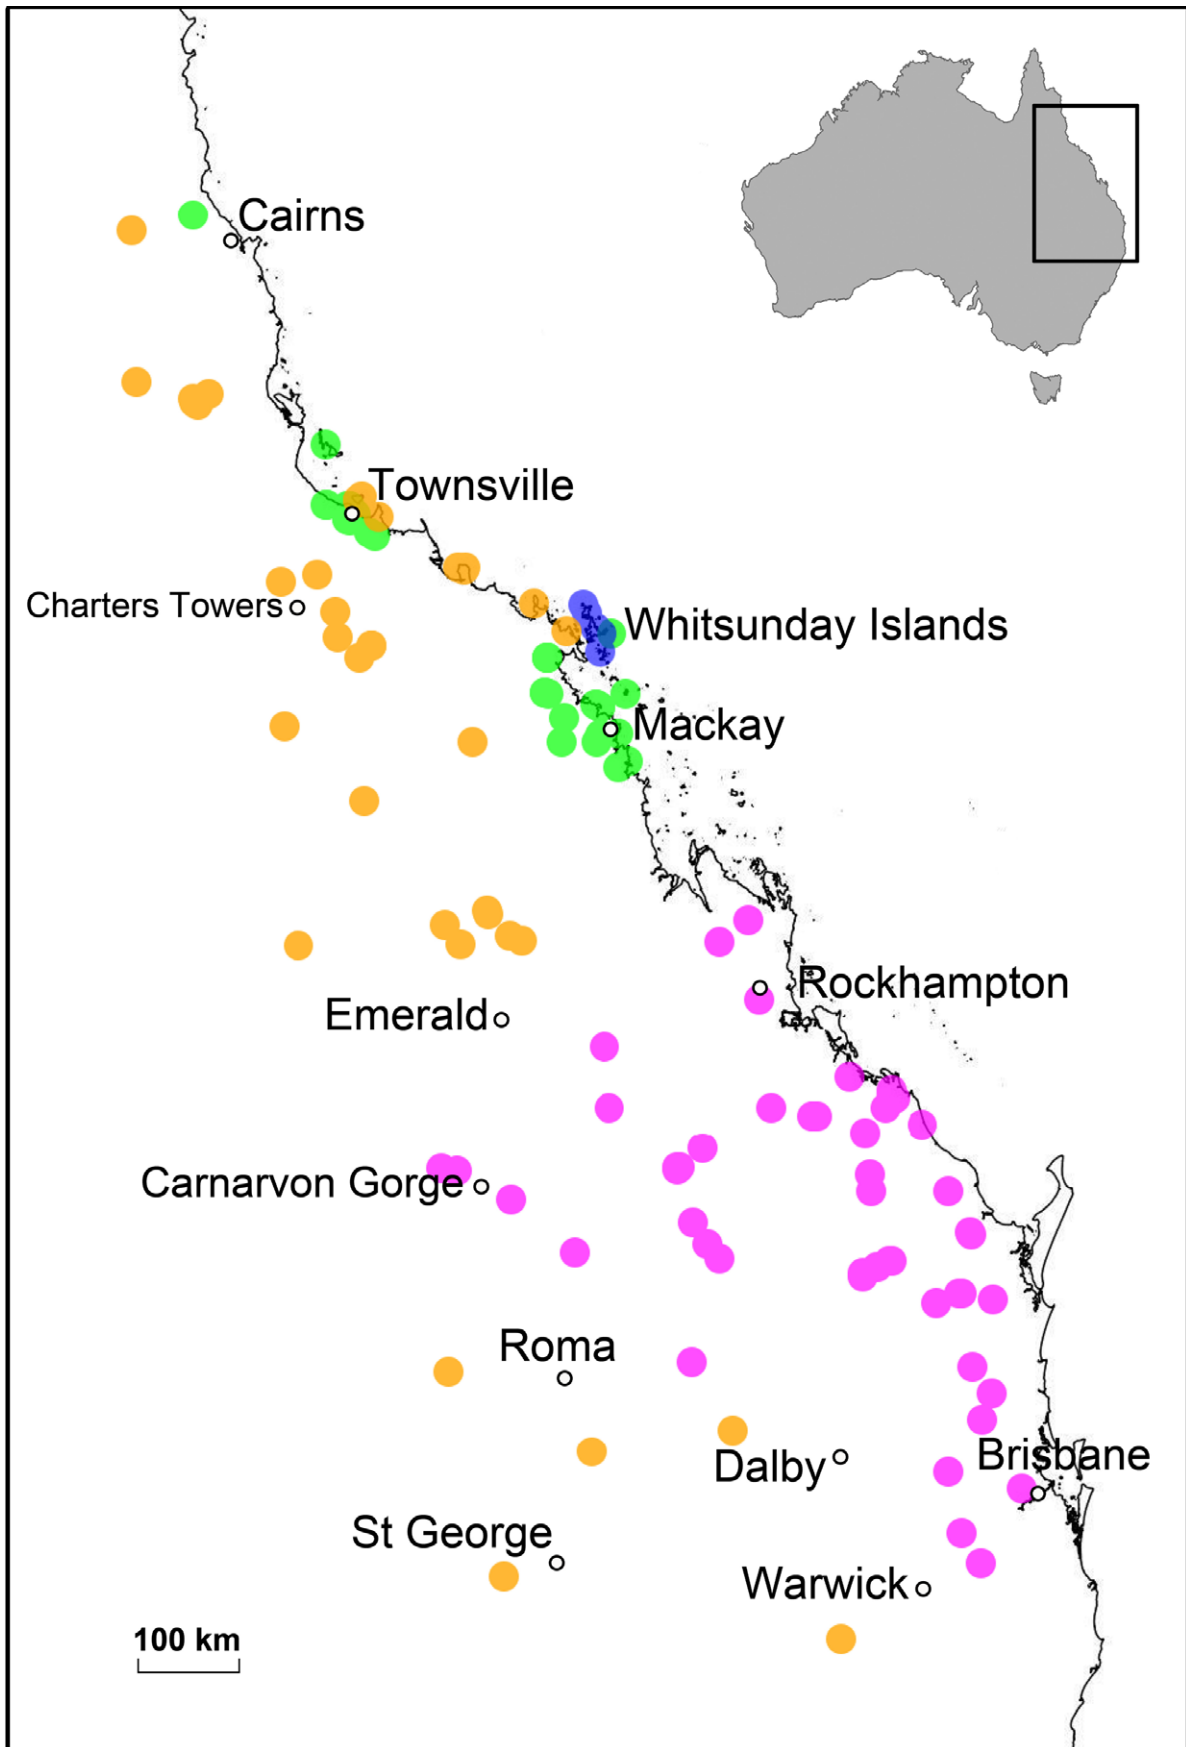 Cairns
Townsville
Charters Towers
Whitsunday Islands
Mackay
Rockhampton
Emerald
Carnarvon Gorge
Roma
Dalby
Brisbane
St George
Warwick
100 km